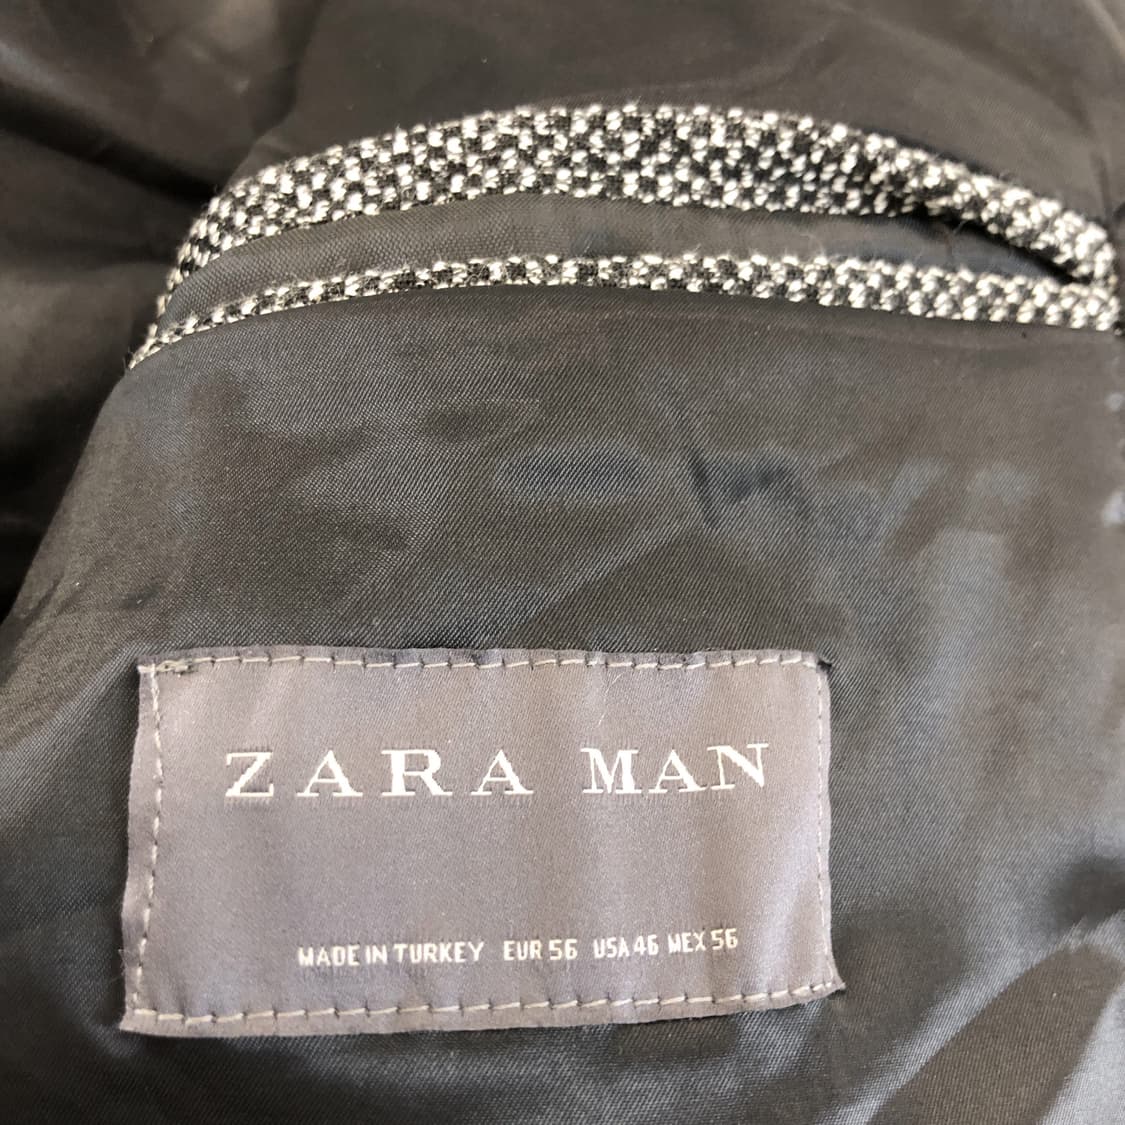 ZARA MAN
MADE IN TURKEY EUR 56 USA 46 MEX 56